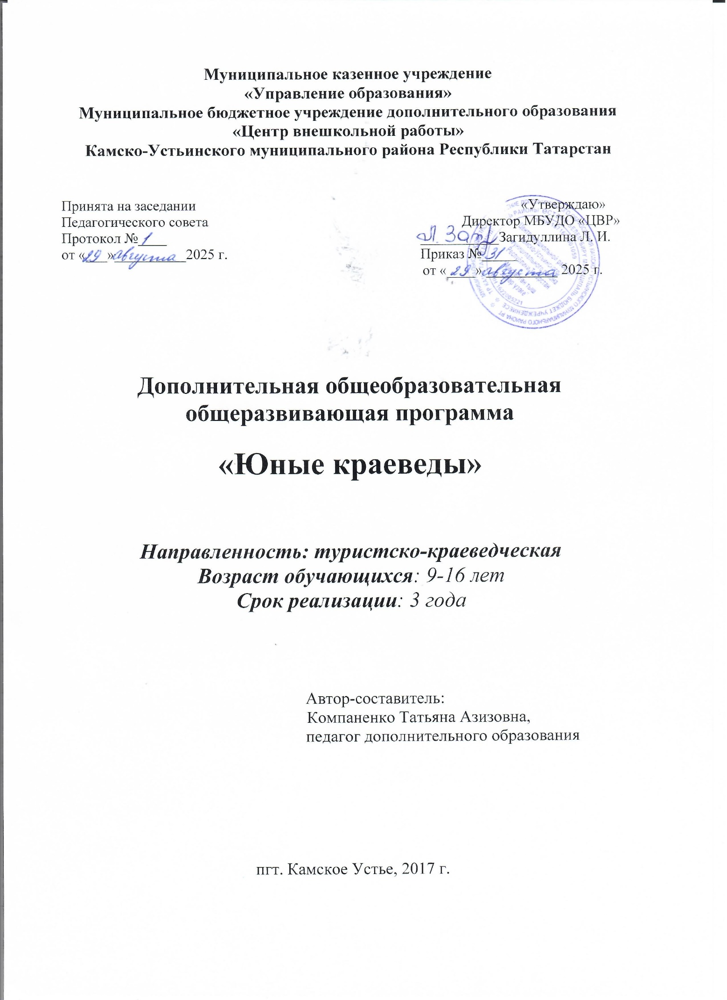 Муниципальное казенное учреждение
«Управление образования»
Муниципальное бюджетное учреждение дополнительного образования
«Центр внешкольной работы»
Камско-Устьинского муниципального района Республики Татарстан
Принята на заседании
Педагогического совета
Протокол № 1
от «29» августа 2025 г.
«Утверждаю»
Директор МБУДО «ЦВР»
Загидуллина Л. И.
Приказ № 31
от «29» августа 2025 г.
Дополнительная общеобразовательная
общеразвивающая программа
«Юные краеведы»
Направленность: туристско-краеведческая
Возраст обучающихся: 9-16 лет
Срок реализации: 3 года
Автор-составитель:
Компаненко Татьяна Азизовна,
педагог дополнительного образования
пгт. Камское Устье, 2017 г.